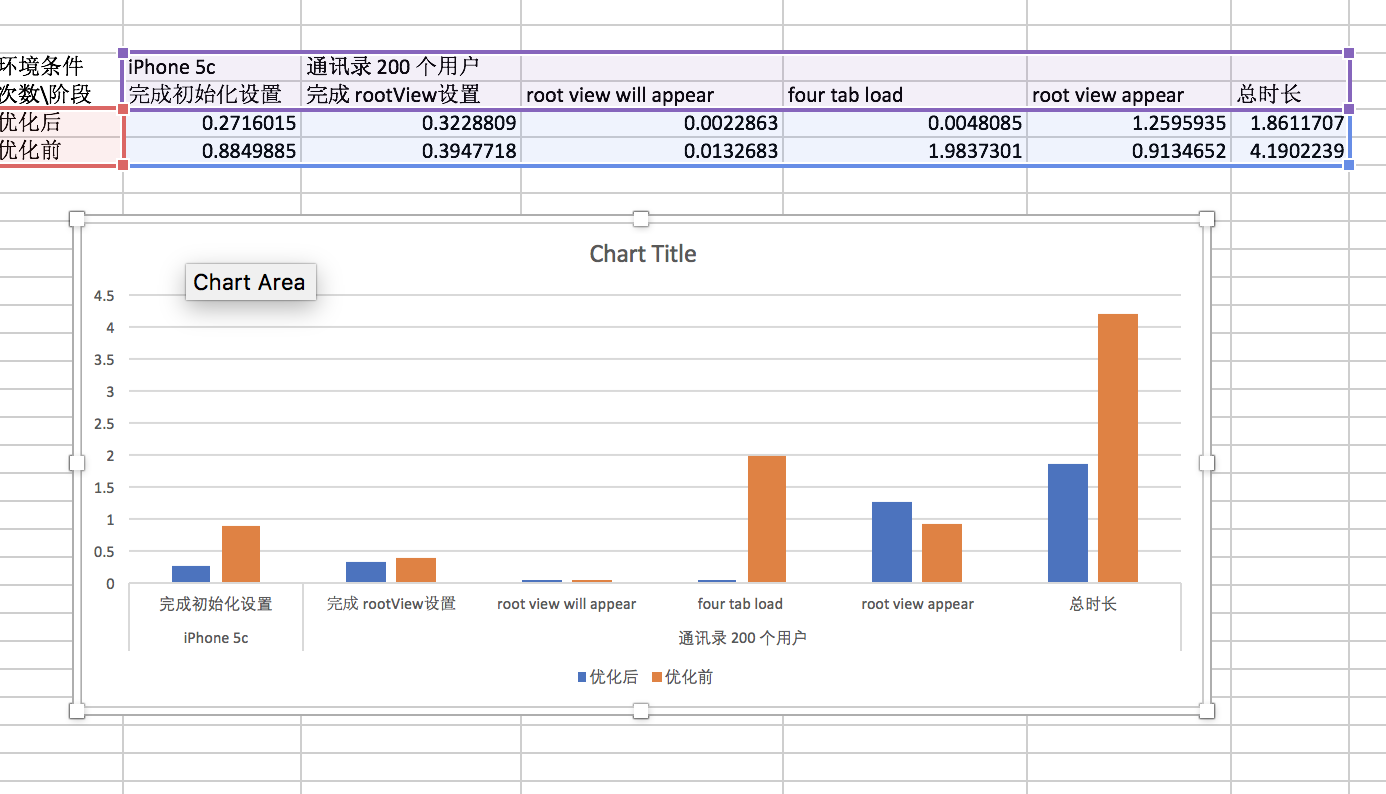 环境条件 iPhone 5c 通讯录 200 个用户
次数\阶段 完成初始化设置 完成 rootView设置 root view will appear four tab load root view appear 总时长
优化后 0.2716015 0.3228809 0.0022863 0.0048085 1.2595935 1.8611707
优化前 0.8849885 0.3947718 0.0132683 1.9837301 0.9134652 4.1902239
Chart Title
Chart Area
4.5
4
3.5
3
2.5
2
1.5
1
0.5
0
完成初始化设置 完成 rootView设置 root view will appear four tab load root view appear 总时长
iPhone 5c 通讯录 200 个用户
优化后 优化前